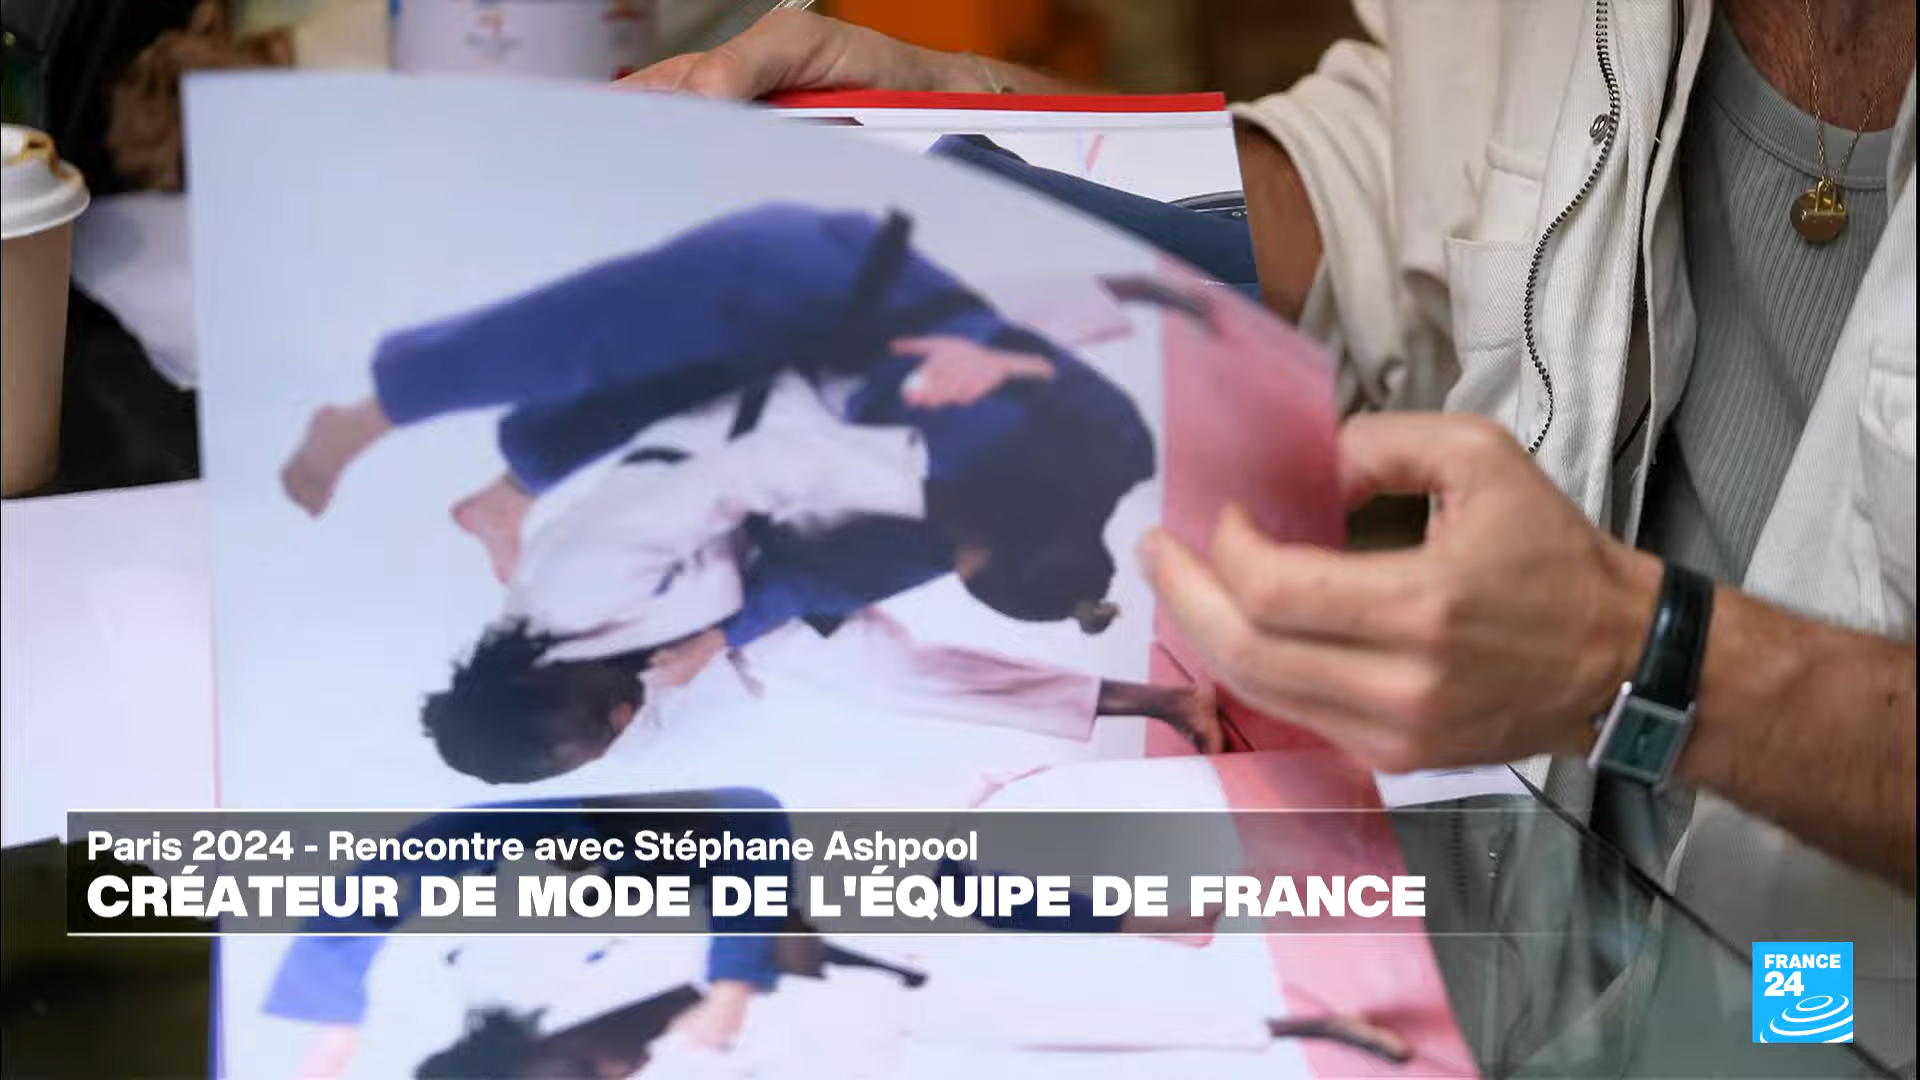 Paris 2024 - Rencontre avec Stéphane Ashpool
CRÉATEUR DE MODE DE L'ÉQUIPE DE FRANCE
FRANCE
24